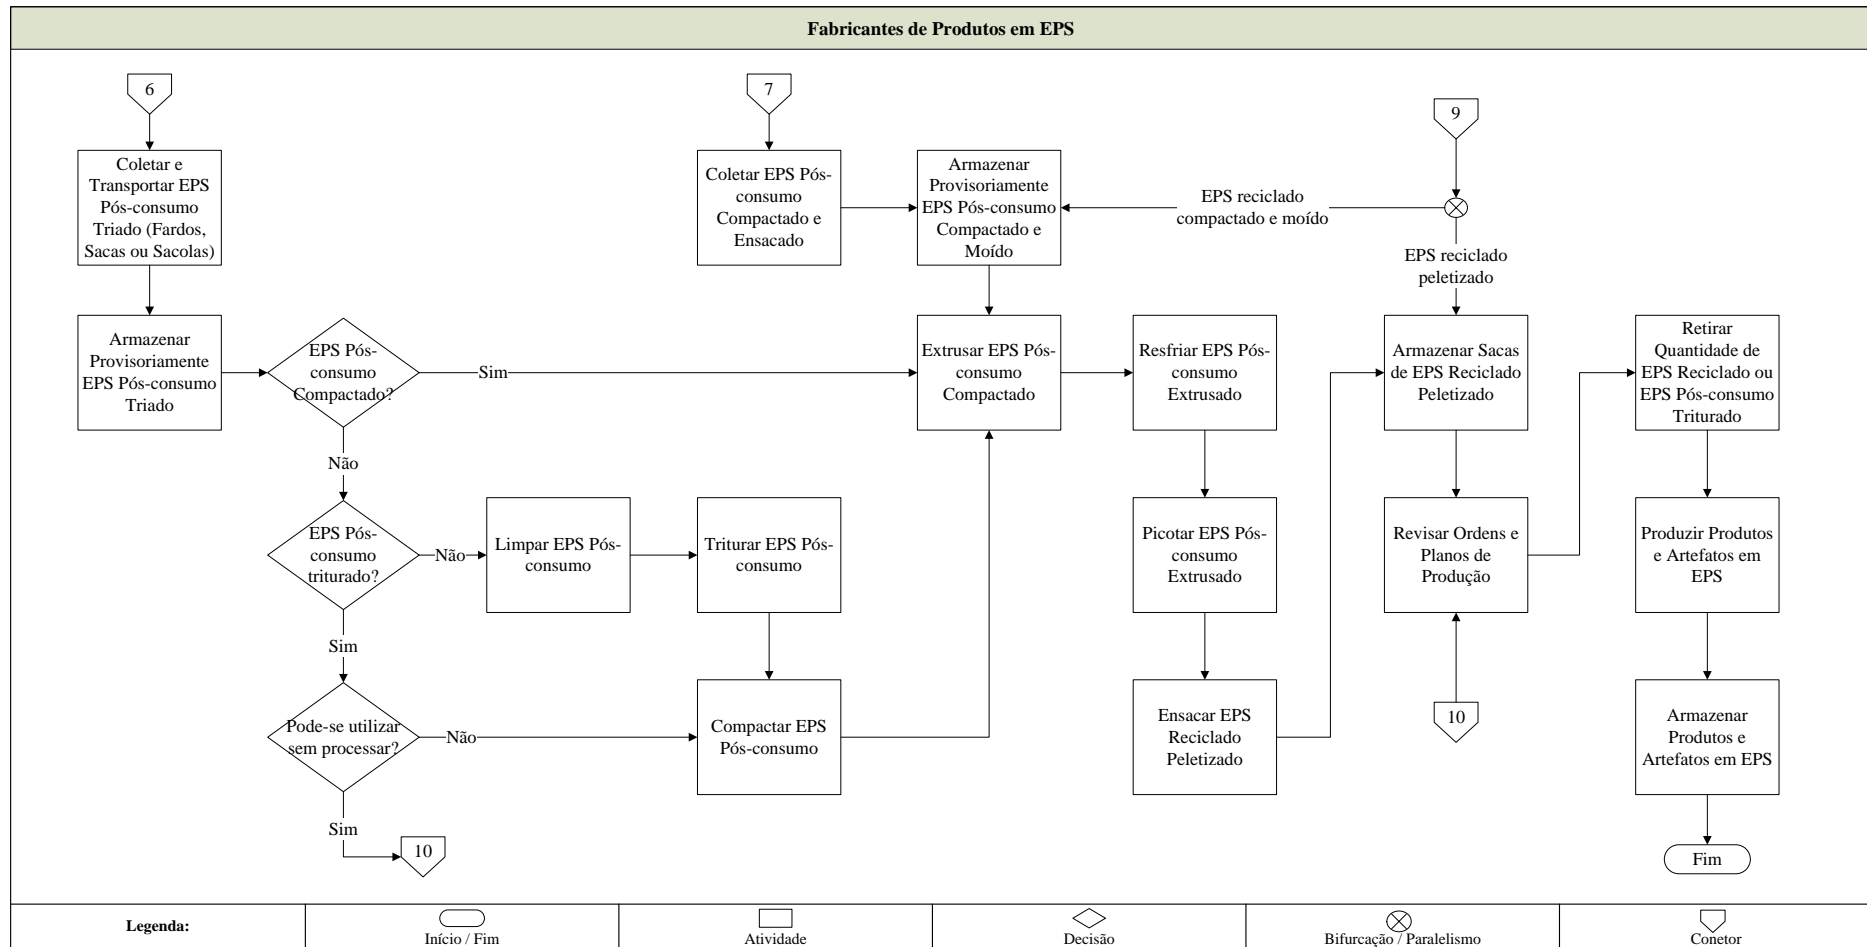 Fabricantes de Produtos em EPS
6
7
9
Coletar e
Transportar EPS
Pós-consumo
Triado (Fardos,
Sacas ou Sacolas)
Coletar EPS Pós-
consumo
Compactado e
Ensacado
Armazenar
Provisoriamente
EPS Pós-consumo
Compactado e
Moído
EPS reciclado
compactado e moído
EPS reciclado
peletizado
Armazenar
Provisoriamente
EPS Pós-consumo
Triado
EPS Pós-
consumo
Compactado?
Sim
Extrusar EPS Pós-
consumo
Compactado
Resfriar EPS Pós-
consumo
Extrusado
Armazenar Sacas
de EPS Reciclado
Peletizado
Retirar
Quantidade de
EPS Reciclado ou
EPS Pós-consumo
Triturado
Não
EPS Pós-
consumo
triturado?
Não
Limpar EPS Pós-
consumo
Triturar EPS Pós-
consumo
Picotar EPS Pós-
consumo
Extrusado
Revisar Ordens e
Planos de
Produção
Produzir Produtos
e Artefatos em
EPS
Sim
Pode-se utilizar
sem processar?
Não
Compactar EPS
Pós-consumo
Ensacar EPS
Reciclado
Peletizado
10
Armazenar
Produtos e
Artefatos em EPS
Sim
10
Fim
Legenda:
Início / Fim
Atividade
Decisão
Bifurcação / Paralelismo
Conetor